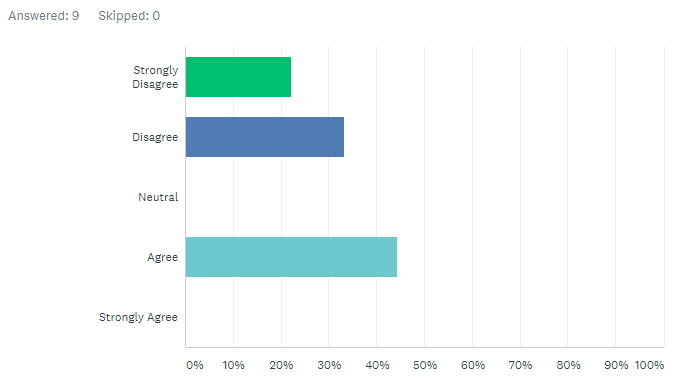 Answered: 9 Skipped: 0
Strongly
Disagree
Disagree
Neutral
Agree
Strongly Agree
0% 10% 20% 30% 40% 50% 60% 70% 80% 90% 100%